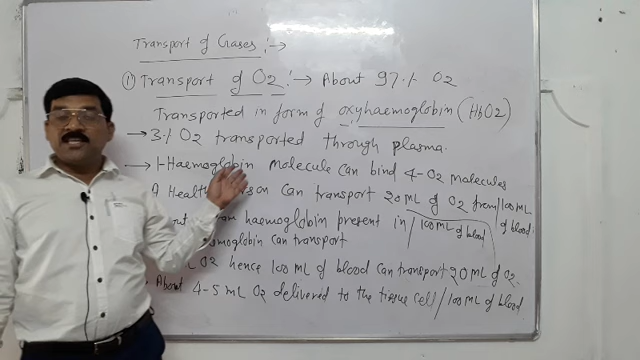 Transport of Gases :→
① Transport of O2 :→ About 97% O2
Transported in form of oxyhaemoglobin (HbO2)
→ 3% O2 transported through plasma.
→ 1-Haemoglobin Molecule can bind 4-O2 molecules
A Healthy person can transport 20 ML of O2 from/100 ML of blood.
haemoglobin present in /100 ML of blood
can transport
O2 hence 100 ML of blood can transport 20 ML of O2.
About 4-5 mL O2 delivered to the tissue cell/100 ML of blood